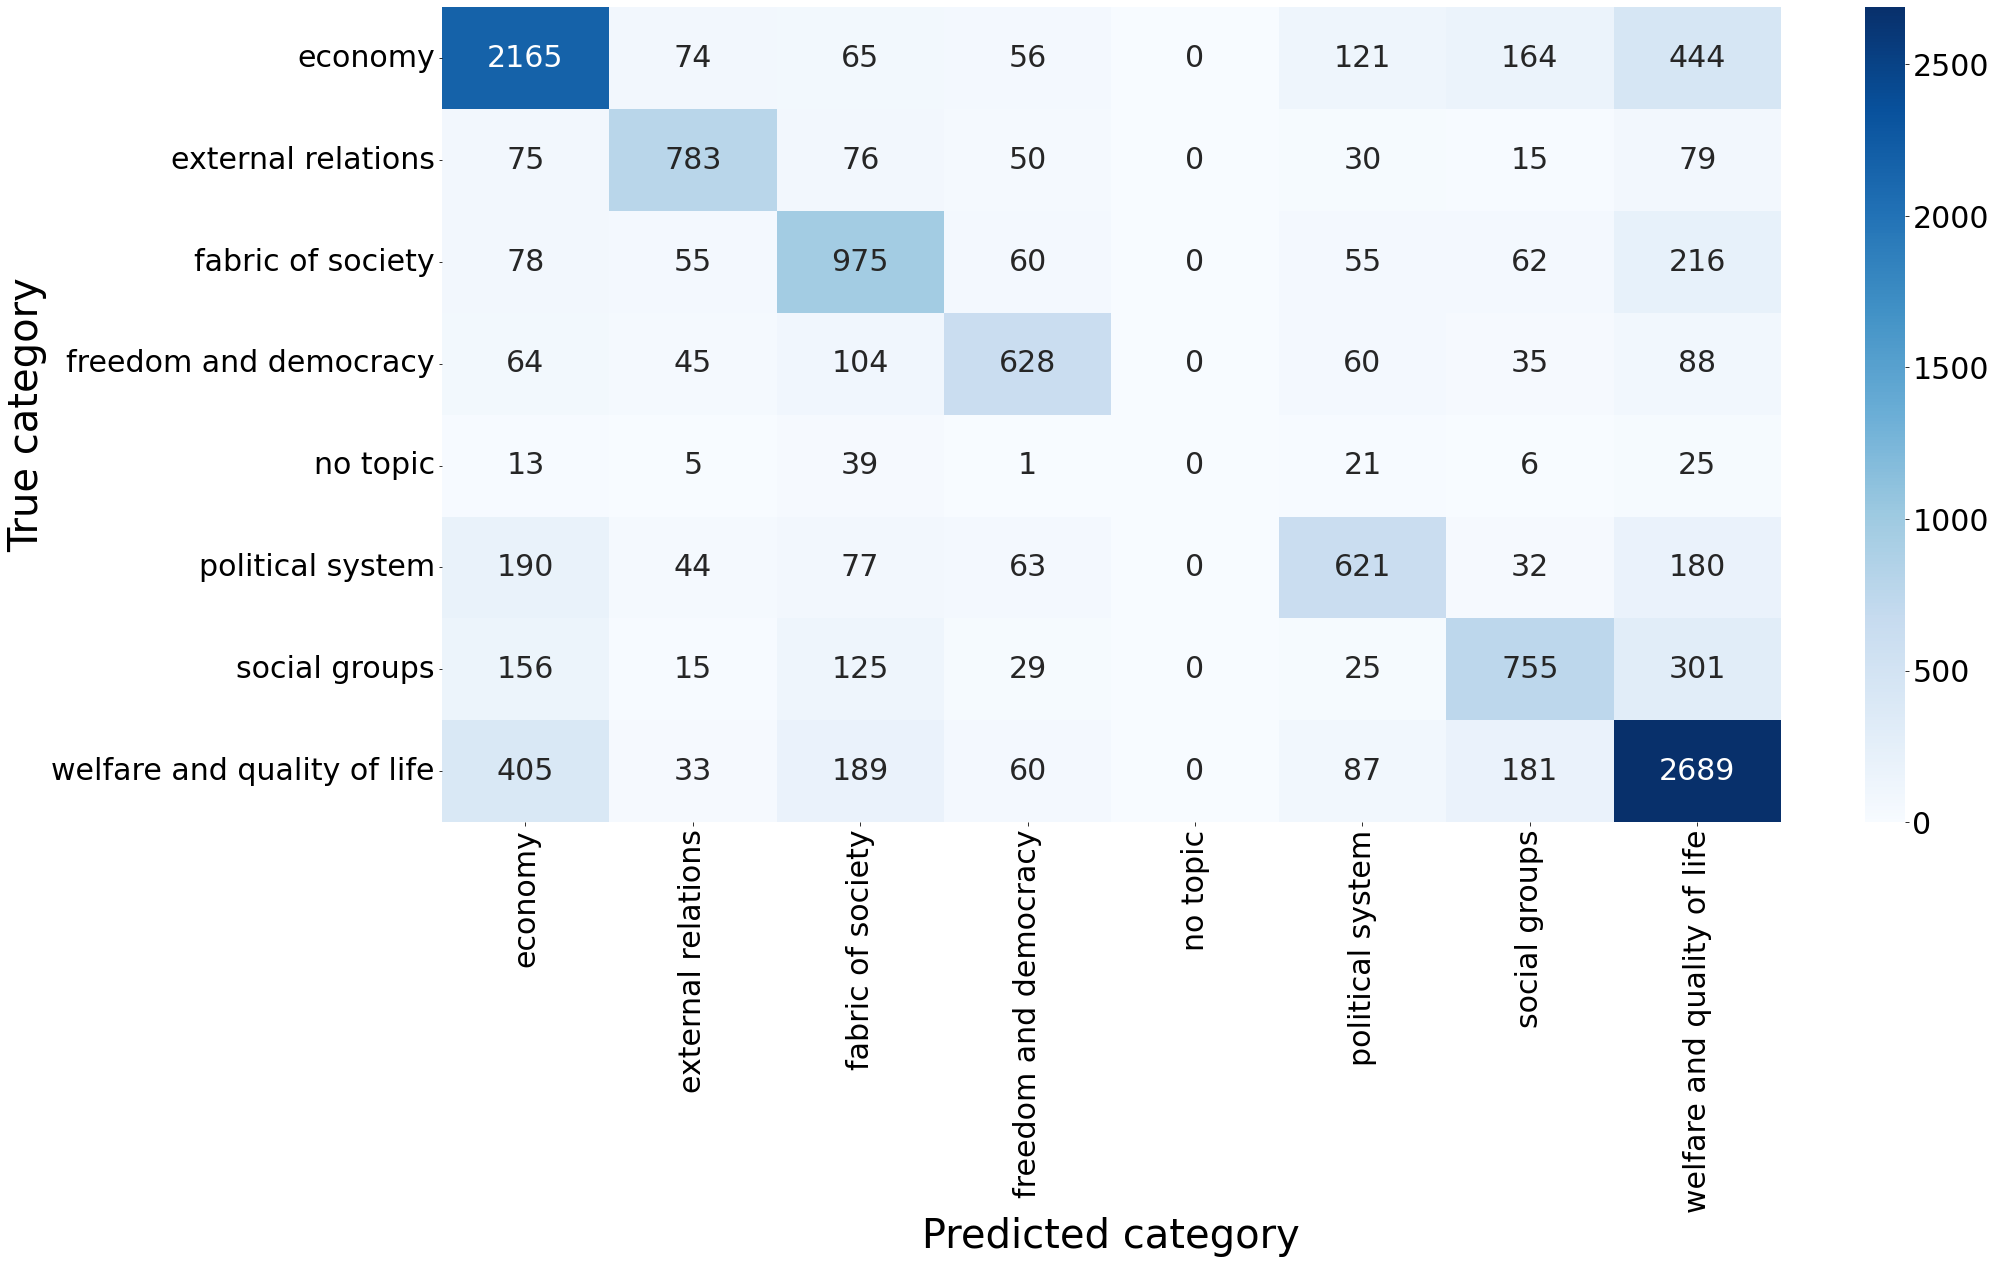 economy 2165 74 65 56 0 121 164 444
external relations 75 783 76 50 0 30 15 79
fabric of society 78 55 975 60 0 55 62 216
freedom and democracy 64 45 104 628 0 60 35 88
no topic 13 5 39 1 0 21 6 25
political system 190 44 77 63 0 621 32 180
social groups 156 15 125 29 0 25 755 301
welfare and quality of life 405 33 189 60 0 87 181 2689
True category
economy
external relations
fabric of society
freedom and democracy
no topic
political system
social groups
welfare and quality of life
Predicted category
2500
2000
1500
1000
500
0